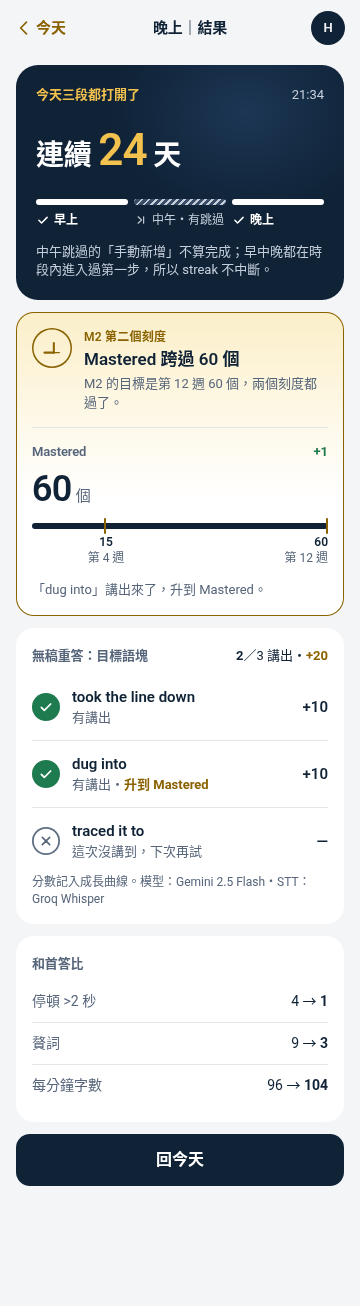 今天
晚上｜結果
H
今天三段都打開了
21:34
連續 24 天
早上
中午・有跳過
晚上
中午跳過的「手動新增」不算完成；早中晚都在時
段內進入過第一步，所以 streak 不中斷。
M2 第二個刻度
Mastered 跨過 60 個
M2 的目標是第 12 週 60 個，兩個刻度都
過了。
Mastered
+1
60 個
15
60
第 4 週
第 12 週
「dug into」講出來了，升到 Mastered。
無稿重答：目標語塊
2／3 講出・+20
took the line down
有講出
+10
dug into
有講出・升到 Mastered
+10
traced it to
這次沒講到，下次再試
—
分數記入成長曲線。模型：Gemini 2.5 Flash・STT：
Groq Whisper
和首答比
停頓 >2 秒
4 → 1
贅詞
9 → 3
每分鐘字數
96 → 104
回今天